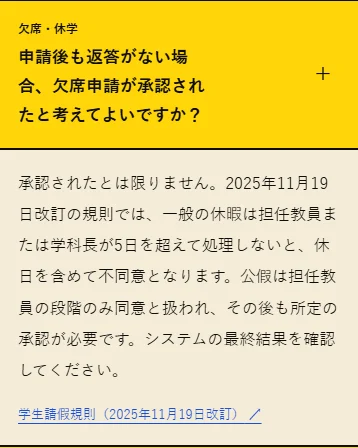 欠席・休学
申請後も返答がない場
合、欠席申請が承認され
たと考えてよいですか？
＋
承認されたとは限りません。2025年11月19
日改訂の規則では、一般の休暇は担任教員ま
たは学科長が5日を超えて処理しないと、休
日を含めて不同意となります。公假は担任教
員の段階のみ同意と扱われ、その後も所定の
承認が必要です。システムの最終結果を確認
してください。
学生請假規則（2025年11月19日改訂） ↗